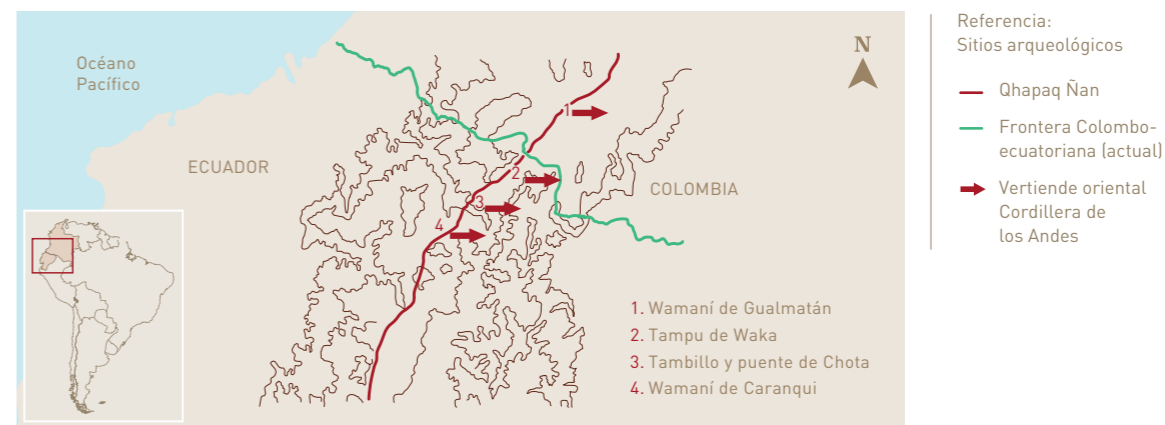 Océano
Pacífico
ECUADOR
COLOMBIA
N
1
2
3
4
1. Wamaní de Gualmatán
2. Tampu de Waka
3. Tambillo y puente de Chota
4. Wamaní de Caranqui
Referencia:
Sitios arqueológicos
Qhapaq Ñan
Frontera Colombo-
ecuatoriana (actual)
Vertiende oriental
Cordillera de
los Andes